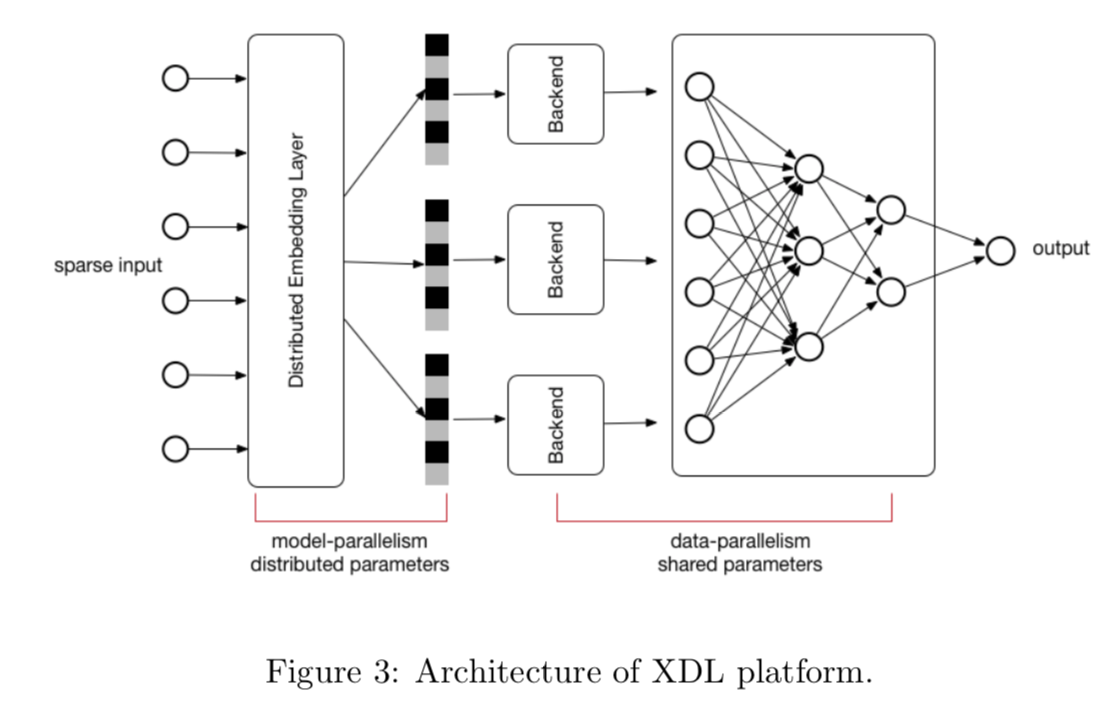 sparse input
Distributed Embedding Layer
Backend
Backend
Backend
output
model-parallelism
distributed parameters
data-parallelism
shared parameters
Figure 3: Architecture of XDL platform.